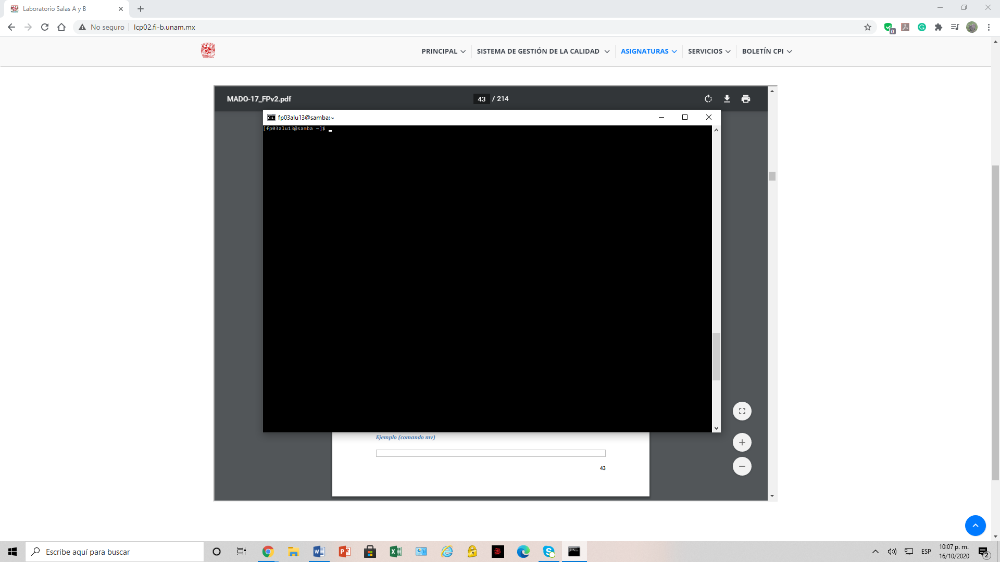 Laboratorio Salas A y B
No seguro
lcp02.fi-b.unam.mx
0
PRINCIPAL
SISTEMA DE GESTIÓN DE LA CALIDAD
ASIGNATURAS
SERVICIOS
BOLETÍN CPI
MADO-17_FPv2.pdf
43 / 214
fp03alu13@samba:~
[fp03alu13@samba ~]$
Ejemplo (comando mv)
43
Escribe aquí para buscar
ESP
10:07 p. m.
16/10/2020
2